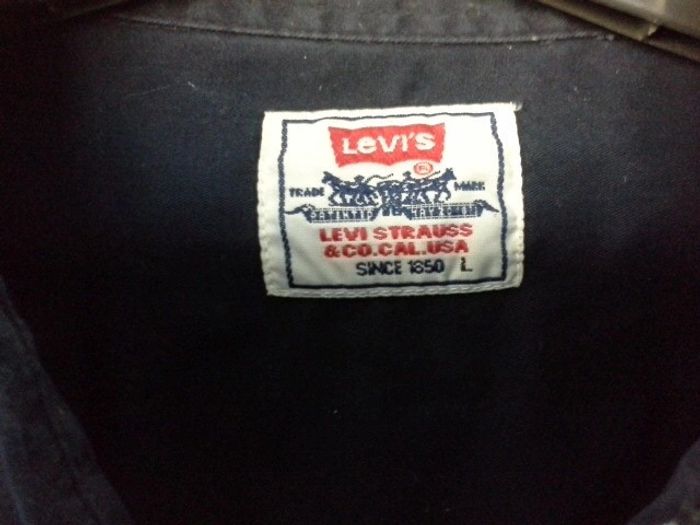 LEVI'S
®
TRADE MARK
LEVI STRAUSS
& CO. CAL. USA
SINCE 1850 L